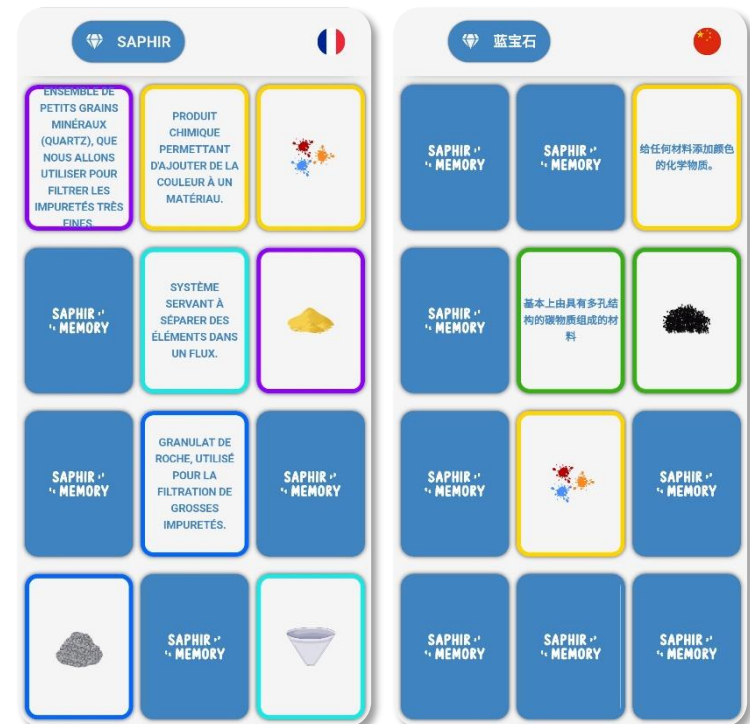 SAPHIR
ENSEMBLE DE
PETITS GRAINS
MINÉRAUX
(QUARTZ), QUE
NOUS ALLONS
UTILISER POUR
FILTRER LES
IMPURETÉS TRÈS
FINES.
PRODUIT
CHIMIQUE
PERMETTANT
D'AJOUTER DE LA
COULEUR À UN
MATÉRIAU.
SAPHIR
MEMORY
SYSTÈME
SERVANT À
SÉPARER DES
ÉLÉMENTS DANS
UN FLUX.
SAPHIR
MEMORY
GRANULAT DE
ROCHE, UTILISÉ
POUR LA
FILTRATION DE
GROSSES
IMPURETÉS.
SAPHIR
MEMORY
SAPHIR
MEMORY
蓝宝石
SAPHIR
MEMORY
SAPHIR
MEMORY
给任何材料添加颜色
的化学物质。
SAPHIR
MEMORY
基本上由具有多孔结
构的碳物质组成的材
料
SAPHIR
MEMORY
SAPHIR
MEMORY
SAPHIR
MEMORY
SAPHIR
MEMORY
SAPHIR
MEMORY